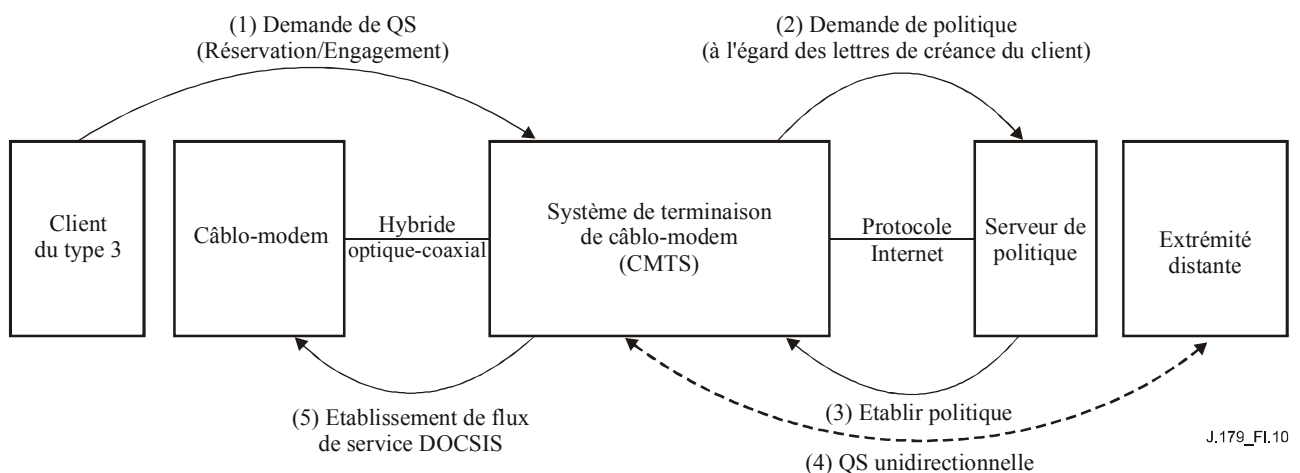 (1) Demande de QS
(Réservation/Engagement)
(2) Demande de politique
(à l'égard des lettres de créance du client)
Client
du type 3
Câblo-modem
Hybride
optique-coaxial
Système de terminaison
de câblo-modem
(CMTS)
Protocole
Internet
Serveur de
politique
Extrémité
distante
(5) Etablissement de flux
de service DOCSIS
(3) Etablir politique
(4) QS unidirectionnelle
J.179_FI.10